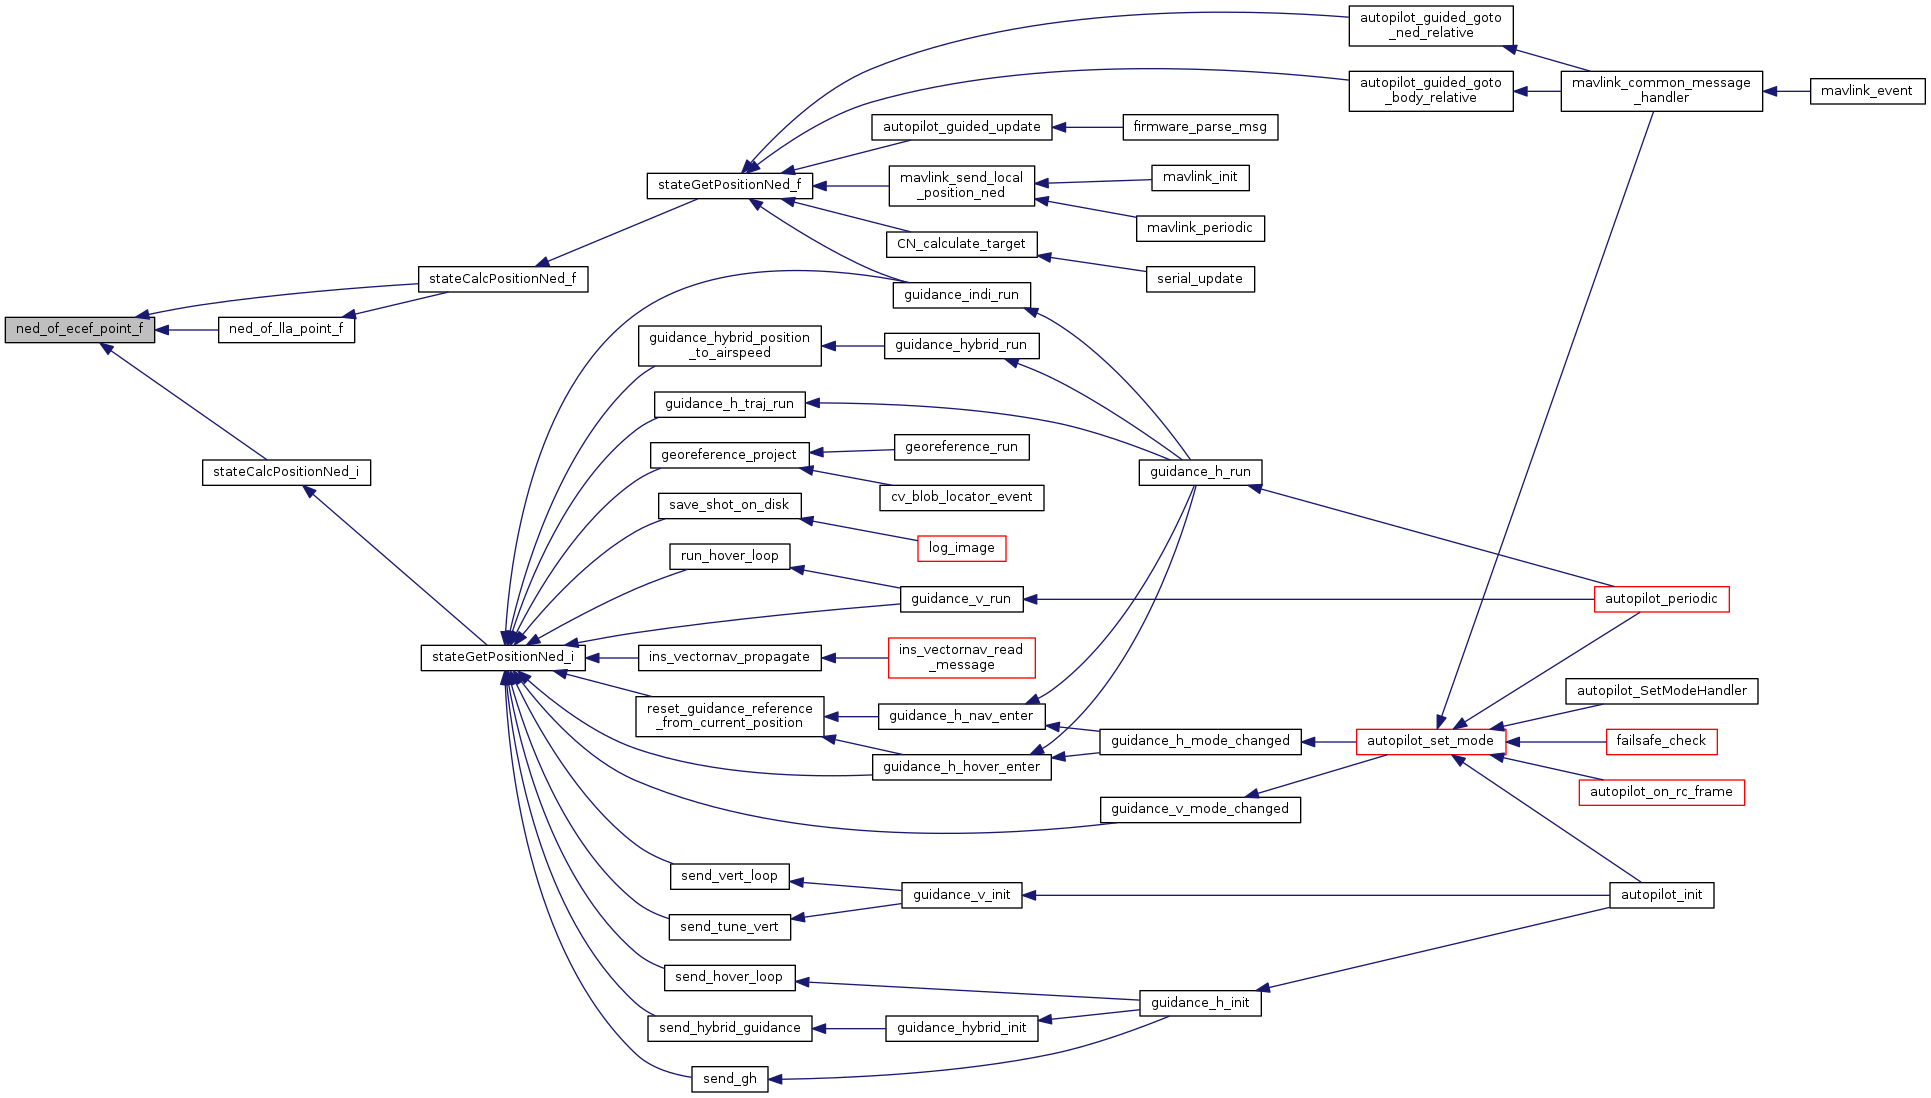 autopilot_guided_goto
_ned_relative
autopilot_guided_goto
_body_relative
mavlink_common_message
_handler
mavlink_event
autopilot_guided_update
firmware_parse_msg
stateGetPositionNed_f
mavlink_send_local
_position_ned
mavlink_init
mavlink_periodic
CN_calculate_target
serial_update
stateCalcPositionNed_f
guidance_indi_run
ned_of_ecef_point_f
ned_of_lla_point_f
guidance_hybrid_position
_to_airspeed
guidance_hybrid_run
guidance_h_traj_run
georeference_project
georeference_run
stateCalcPositionNed_i
guidance_h_run
cv_blob_locator_event
save_shot_on_disk
log_image
run_hover_loop
guidance_v_run
autopilot_periodic
stateGetPositionNed_i
ins_vectornav_propagate
ins_vectornav_read
_message
autopilot_SetModeHandler
reset_guidance_reference
_from_current_position
guidance_h_nav_enter
guidance_h_mode_changed
autopilot_set_mode
failsafe_check
guidance_h_hover_enter
autopilot_on_rc_frame
guidance_v_mode_changed
send_vert_loop
guidance_v_init
autopilot_init
send_tune_vert
send_hover_loop
guidance_h_init
send_hybrid_guidance
guidance_hybrid_init
send_gh